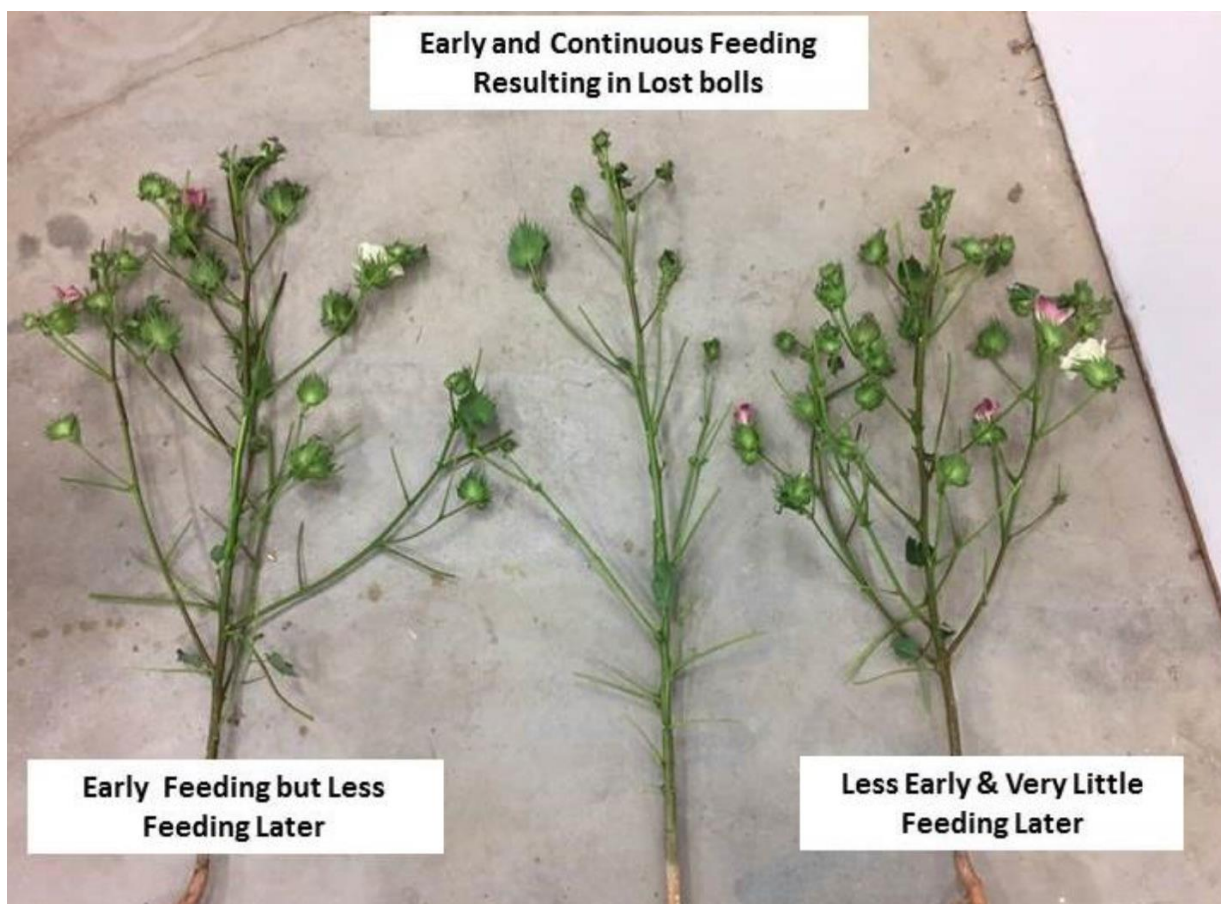 Early and Continuous Feeding
Resulting in Lost bolls
Early Feeding but Less
Feeding Later
Less Early & Very Little
Feeding Later